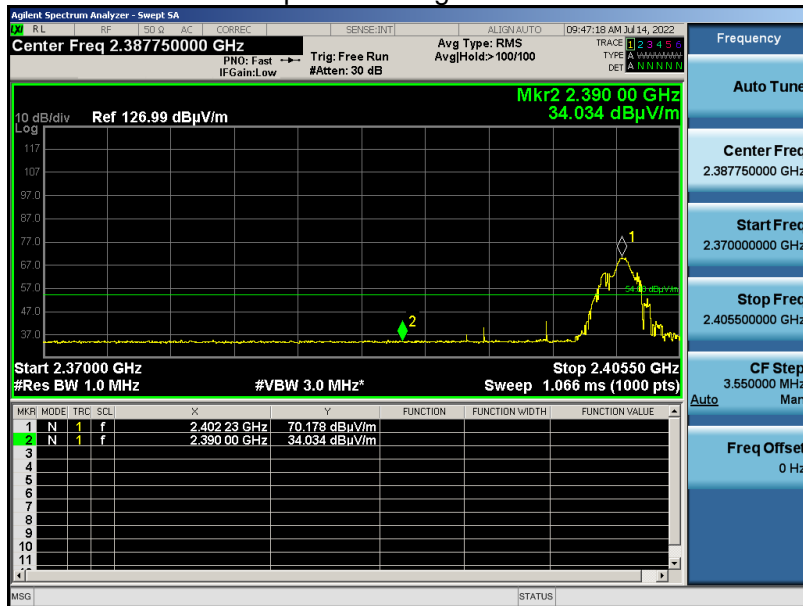 Agilent Spectrum Analyzer - Swept SA
LXI RL RF 50 Ω AC CORREC SENSE:INT ALIGN AUTO 09:47:18 AM Jul 14, 2022
Center Freq 2.387750000 GHz
PNO: Fast
IFGain:Low
Trig: Free Run
#Atten: 30 dB
Avg Type: RMS
Avg|Hold:>100/100
TRACE 1 2 3 4 5 6
TYPE A WWWWWW
DET A N N N N N
Mkr2 2.390 00 GHz
34.034 dBµV/m
10 dB/div Ref 126.99 dBµV/m
Log
117
107
97.0
87.0
77.0
67.0
57.0
47.0
37.0
1
2
Start 2.37000 GHz
Stop 2.40550 GHz
#Res BW 1.0 MHz #VBW 3.0 MHz* Sweep 1.066 ms (1000 pts)
MKR MODE TRC SCL X Y FUNCTION FUNCTION WIDTH FUNCTION VALUE
1 N 1 f 2.402 23 GHz 70.178 dBµV/m
2 N 1 f 2.390 00 GHz 34.034 dBµV/m
3
4
5
6
7
8
9
10
11
MSG STATUS
Frequency
Auto Tune
Center Freq
2.387750000 GHz
Start Freq
2.370000000 GHz
Stop Freq
2.405500000 GHz
CF Step
3.550000 MHz
Auto Man
Freq Offset
0 Hz